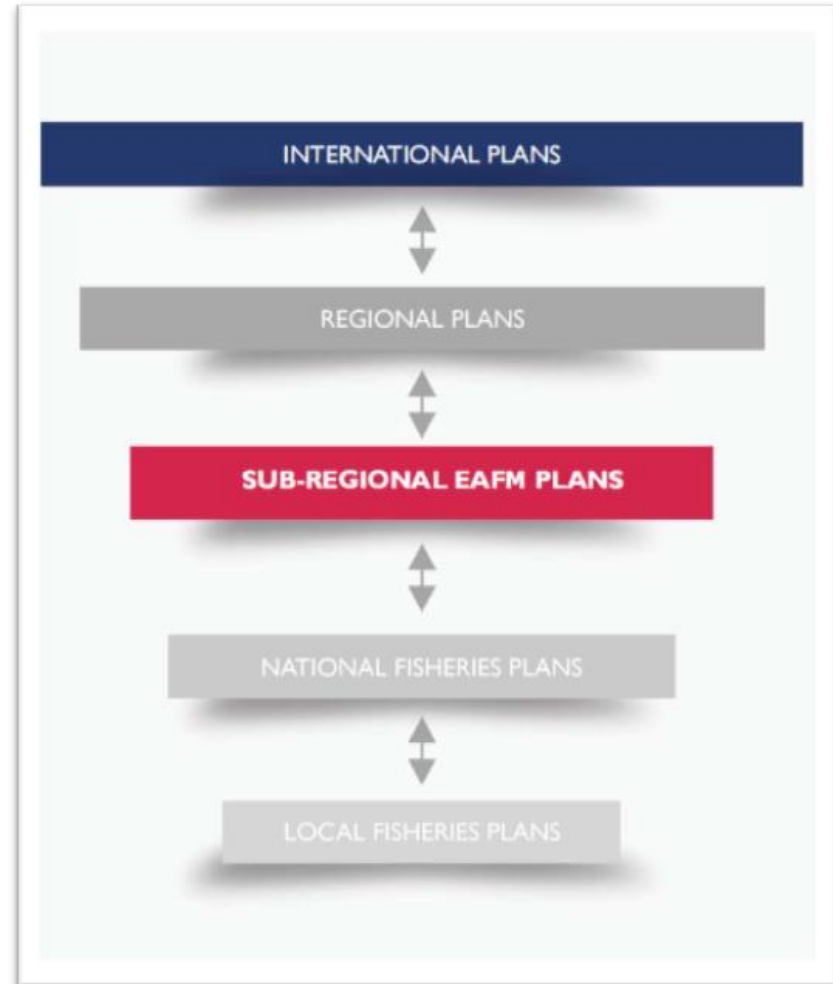 INTERNATIONAL PLANS
REGIONAL PLANS
SUB-REGIONAL EAFM PLANS
NATIONAL FISHERIES PLANS
LOCAL FISHERIES PLANS